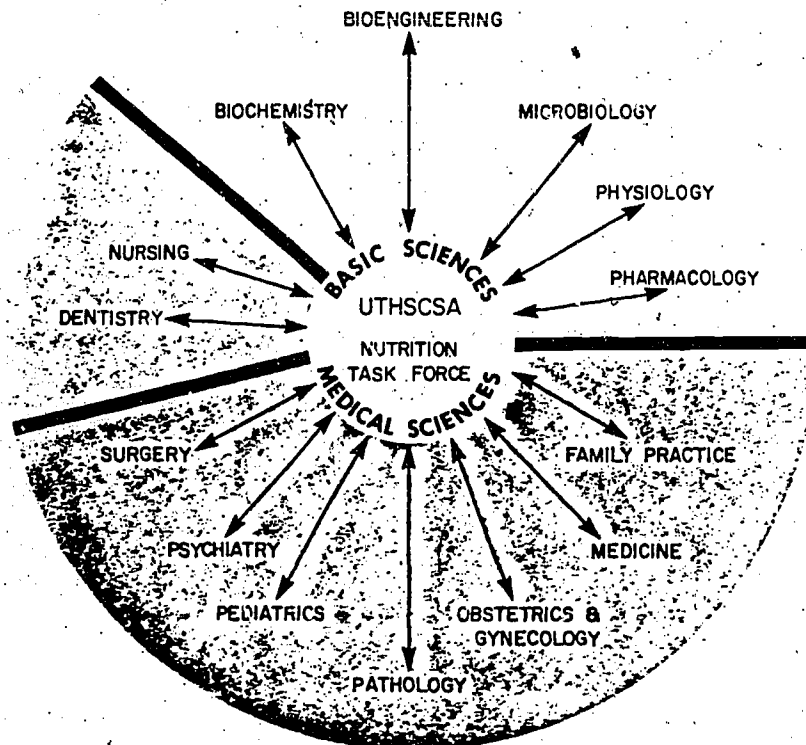 BIOENGINEERING
BIOCHEMISTRY
MICROBIOLOGY
PHYSIOLOGY
NURSING
PHARMACOLOGY
DENTISTRY
BASIC SCIENCES
UTHSCSA
NUTRITION
TASK FORCE
MEDICAL SCIENCES
SURGERY
FAMILY PRACTICE
PSYCHIATRY
MEDICINE
PEDIATRICS
OBSTETRICS &
GYNECOLOGY
PATHOLOGY